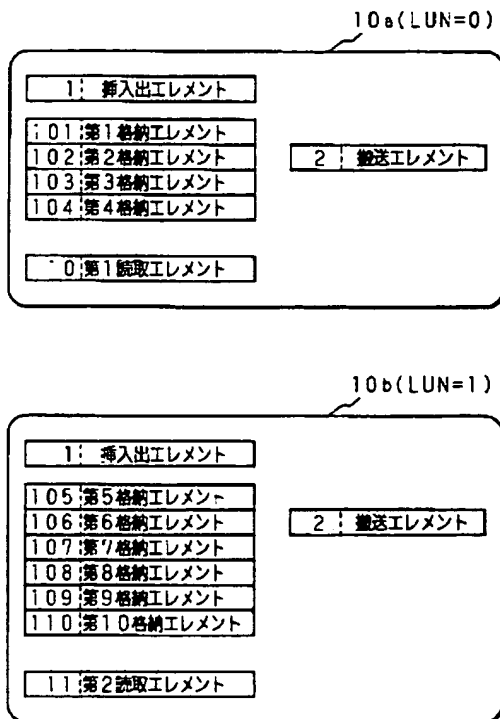 10a(LUN=0)
1 挿入出エレメント
101 第1格納エレメント
102 第2格納エレメント
103 第3格納エレメント
104 第4格納エレメント
2 搬送エレメント
第1読取エレメント
10b(LUN=1)
1 挿入出エレメント
105 第5格納エレメント
106 第6格納エレメント
107 第7格納エレメント
108 第8格納エレメント
109 第9格納エレメント
110 第10格納エレメント
2 搬送エレメント
11 第2読取エレメント